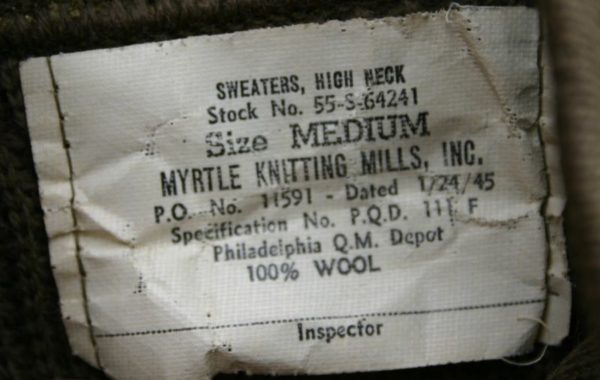 SWEATERS, HIGH NECK
Stock No. 55-S-64241
Size MEDIUM
MYRTLE KNITTING MILLS, INC.
P.O. No. 11591 - Dated 1/24/45
Specification No. P.Q.D. 111 F
Philadelphia Q.M. Depot
100% WOOL
Inspector